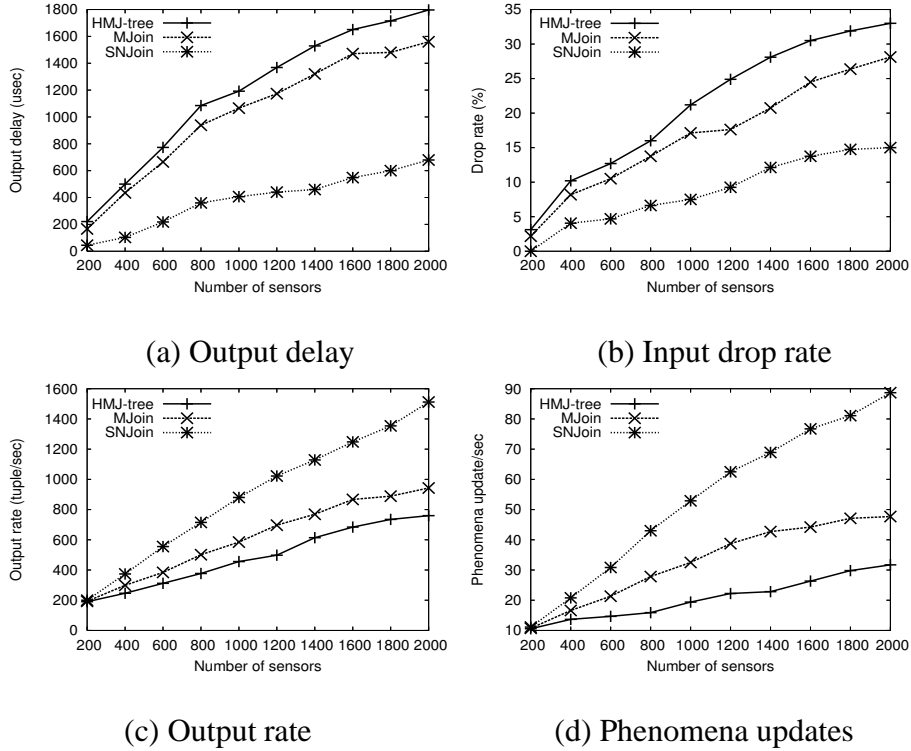 1800
1600
1400
1200
1000
800
600
400
200
0
Output delay (usec)
HMJ-tree
MJoin
SNJoin
200 400 600 800 1000 1200 1400 1600 1800 2000
Number of sensors
(a) Output delay
35
30
25
20
15
10
5
0
Drop rate (%)
HMJ-tree
MJoin
SNJoin
200 400 600 800 1000 1200 1400 1600 1800 2000
Number of sensors
(b) Input drop rate
1600
1400
1200
1000
800
600
400
200
0
Output rate (tuple/sec)
HMJ-tree
MJoin
SNJoin
200 400 600 800 1000 1200 1400 1600 1800 2000
Number of sensors
(c) Output rate
90
80
70
60
50
40
30
20
10
Phenomena update/sec
HMJ-tree
MJoin
SNJoin
200 400 600 800 1000 1200 1400 1600 1800 2000
Number of sensors
(d) Phenomena updates